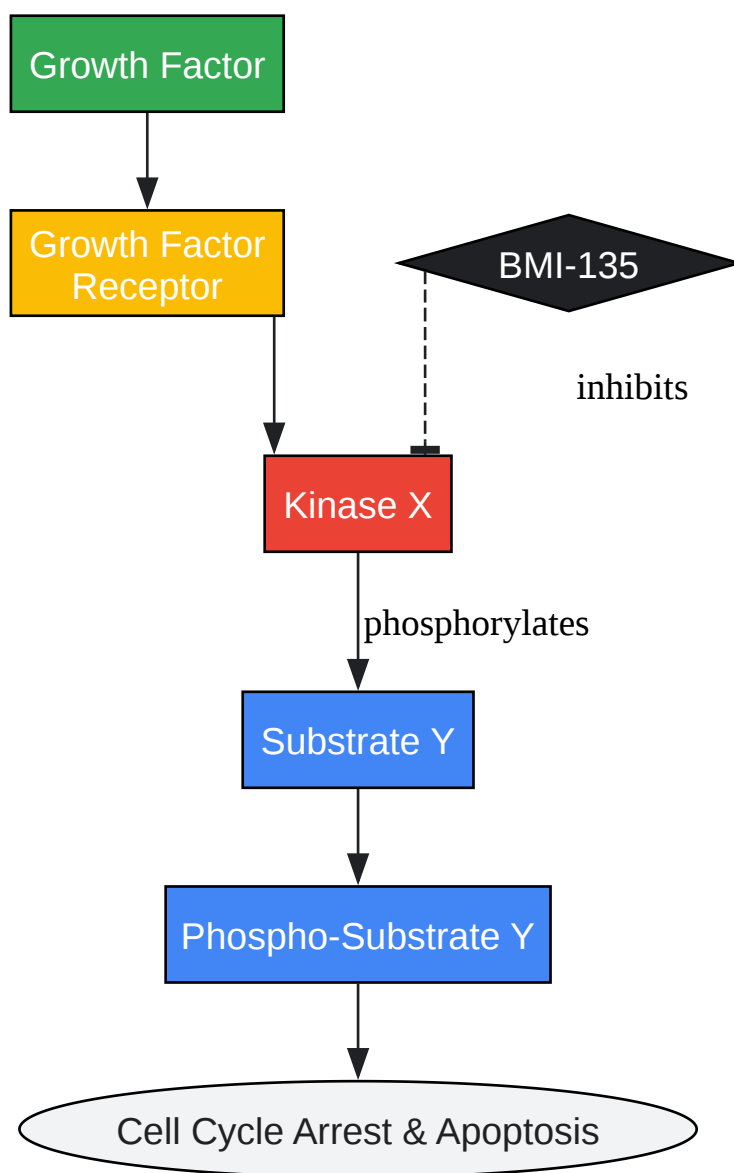 Growth Factor
Growth Factor
Receptor
BMI-135
inhibits
Kinase X
phosphorylates
Substrate Y
Phospho-Substrate Y
Cell Cycle Arrest & Apoptosis